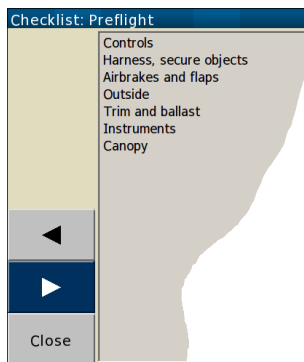 Checklist: Preflight
Controls
Harness, secure objects
Airbrakes and flaps
Outside
Trim and ballast
Instruments
Canopy
Close